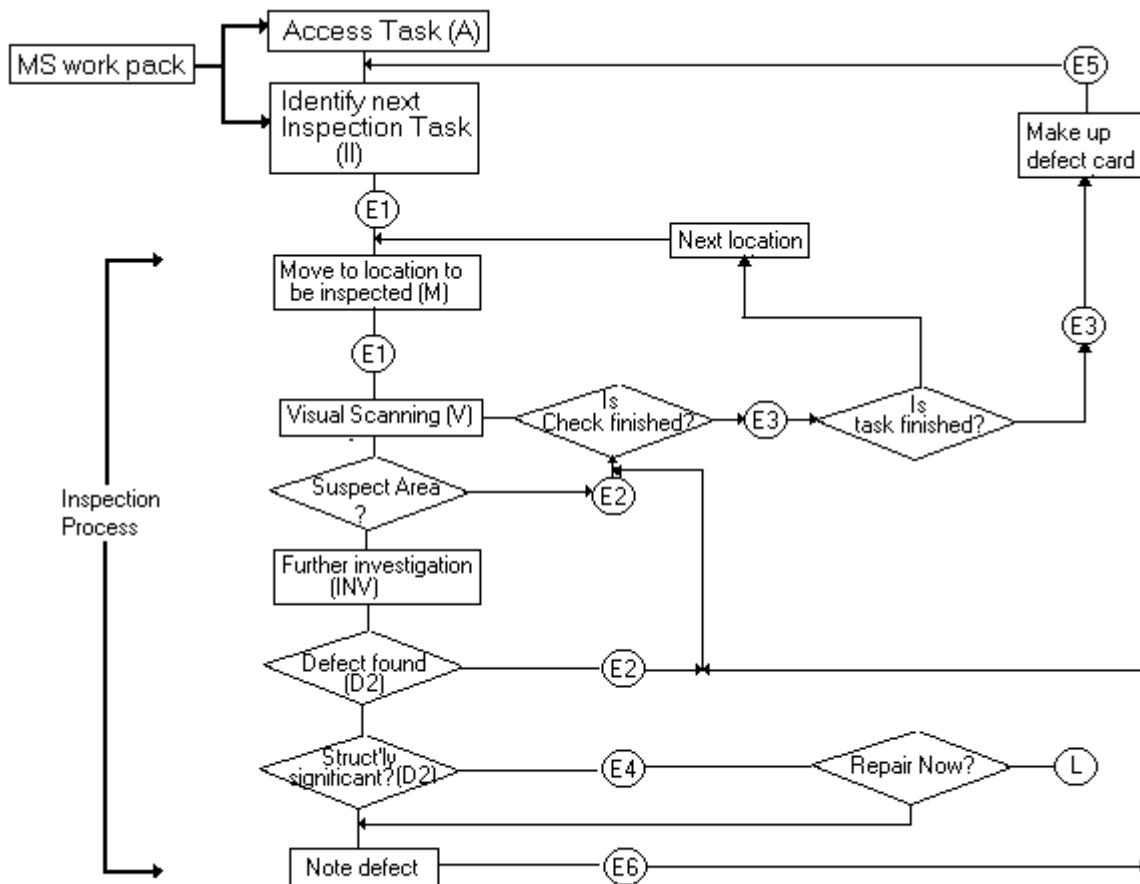 Access Task (A)
MS work pack
E5
Identify next
Inspection Task
(II)
Make up
defect card
E1
Next location
Move to location to
be inspected (M)
E3
E1
Is
Check finished?
Is
task finished?
Visual Scanning (V)
E3
Suspect Area
?
E2
Inspection
Process
Further investigation
(INV)
Defect found
(D2)
E2
Struct'ly
significant?(D2)
E4
Repair Now?
L
Note defect
E6